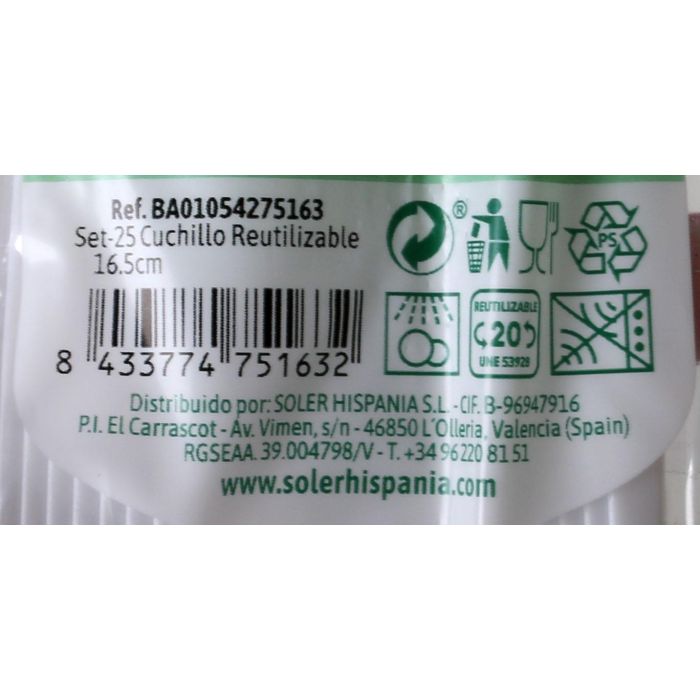 Ref. BA01054275163
Set-25 Cuchillo Reutilizable
16.5cm
8 433774 751632
®
PS
REUTILIZABLE
20
UNE 53928
Distribuido por: SOLER HISPANIA S.L. - CIF. B-96947916
P.I. El Carrascot - Av. Vimen, s/n - 46850 L´Olleria, Valencia (Spain)
RGSEAA. 39.004798/V - T. +34 96 220 81 51
www.solerhispania.com